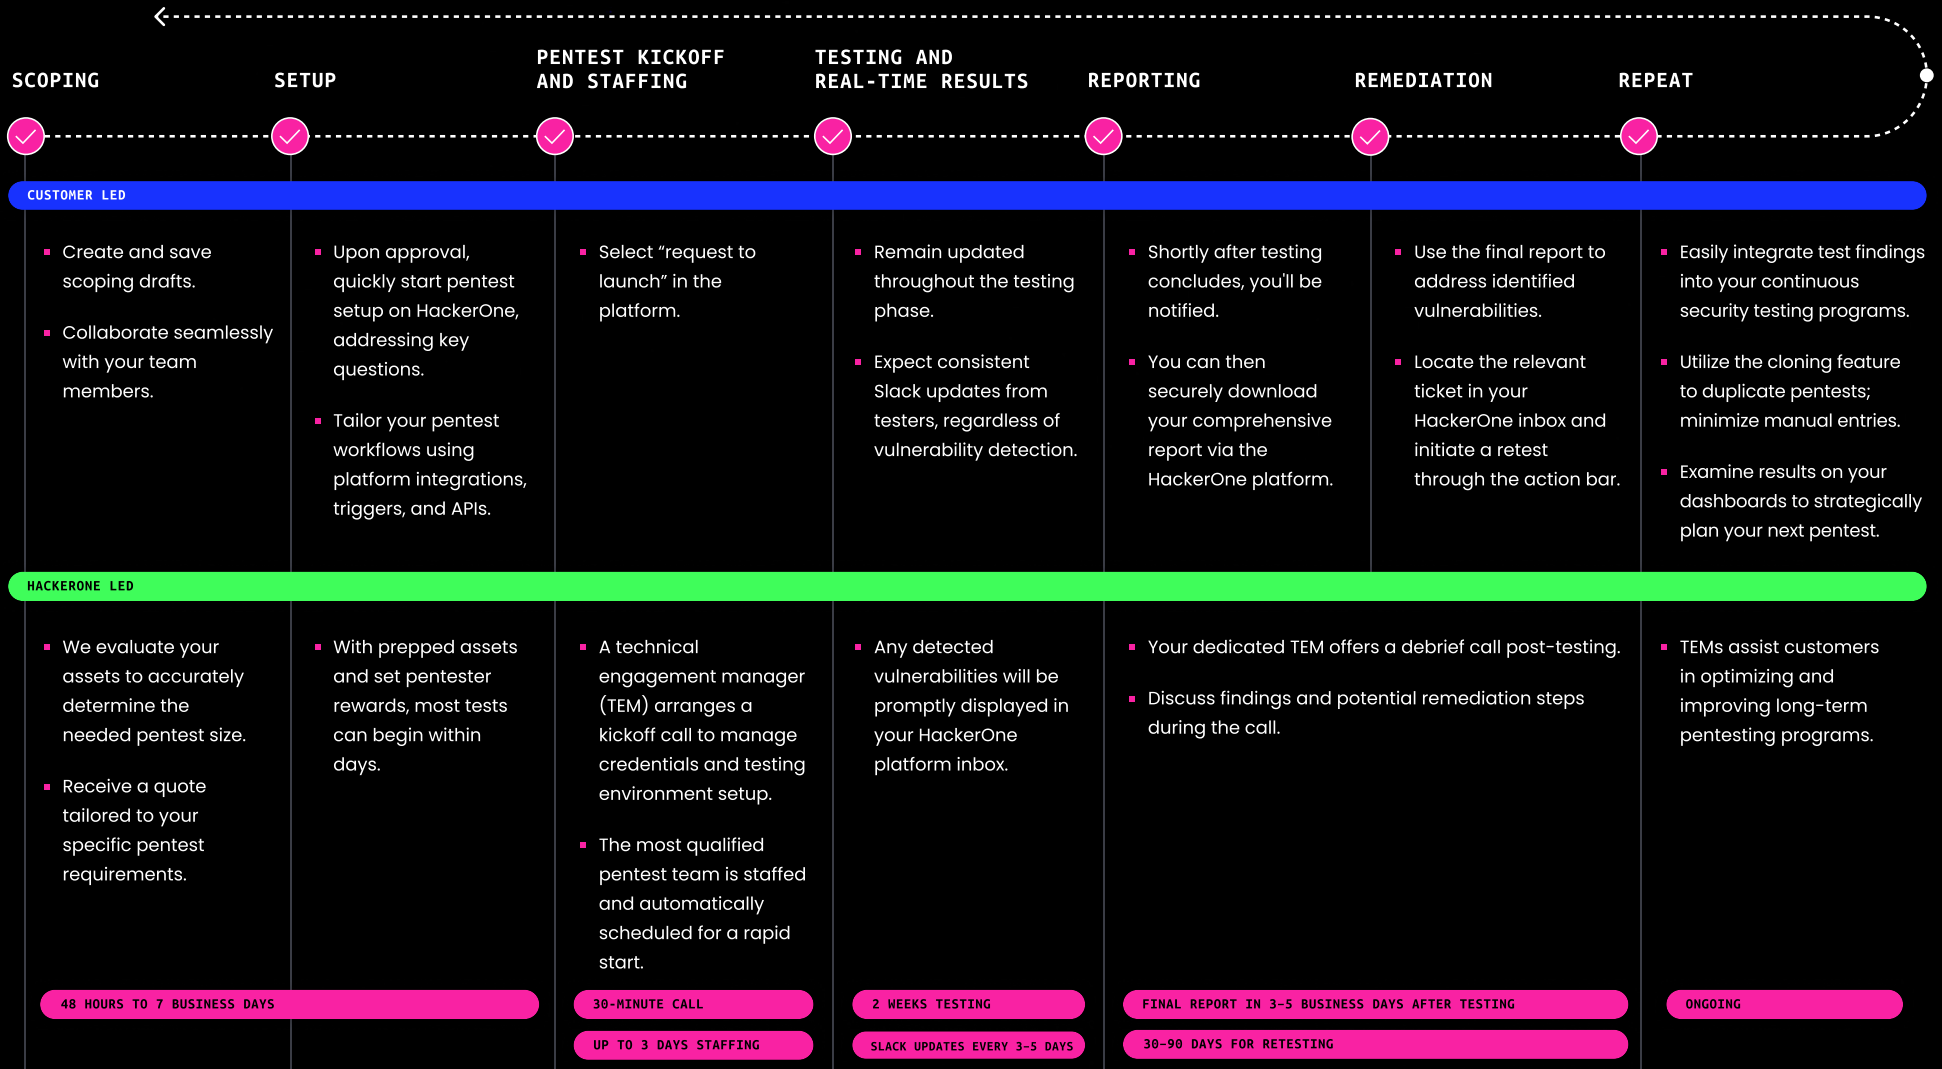 SCOPING
SETUP
PENTEST KICKOFF
AND STAFFING
TESTING AND
REAL-TIME RESULTS
REPORTING
REMEDIATION
REPEAT
CUSTOMER LED
Create and save
scoping drafts.
Collaborate seamlessly
with your team
members.
Upon approval,
quickly start pentest
setup on HackerOne,
addressing key
questions.
Tailor your pentest
workflows using
platform integrations,
triggers, and APIs.
Select “request to
launch” in the
platform.
Remain updated
throughout the testing
phase.
Expect consistent
Slack updates from
testers, regardless of
vulnerability detection.
Shortly after testing
concludes, you'll be
notified.
You can then
securely download
your comprehensive
report via the
HackerOne platform.
Use the final report to
address identified
vulnerabilities.
Locate the relevant
ticket in your
HackerOne inbox and
initiate a retest
through the action bar.
Easily integrate test findings
into your continuous
security testing programs.
Utilize the cloning feature
to duplicate pentests;
minimize manual entries.
Examine results on your
dashboards to strategically
plan your next pentest.
HACKERONE LED
We evaluate your
assets to accurately
determine the
needed pentest size.
Receive a quote
tailored to your
specific pentest
requirements.
With prepped assets
and set pentester
rewards, most tests
can begin within
days.
A technical
engagement manager
(TEM) arranges a
kickoff call to manage
credentials and testing
environment setup.
The most qualified
pentest team is staffed
and automatically
scheduled for a rapid
start.
Any detected
vulnerabilities will be
promptly displayed in
your HackerOne
platform inbox.
Your dedicated TEM offers a debrief call post-testing.
Discuss findings and potential remediation steps
during the call.
TEMs assist customers
in optimizing and
improving long-term
pentesting programs.
48 HOURS TO 7 BUSINESS DAYS
30-MINUTE CALL
UP TO 3 DAYS STAFFING
2 WEEKS TESTING
SLACK UPDATES EVERY 3-5 DAYS
FINAL REPORT IN 3-5 BUSINESS DAYS AFTER TESTING
30-90 DAYS FOR RETESTING
ONGOING